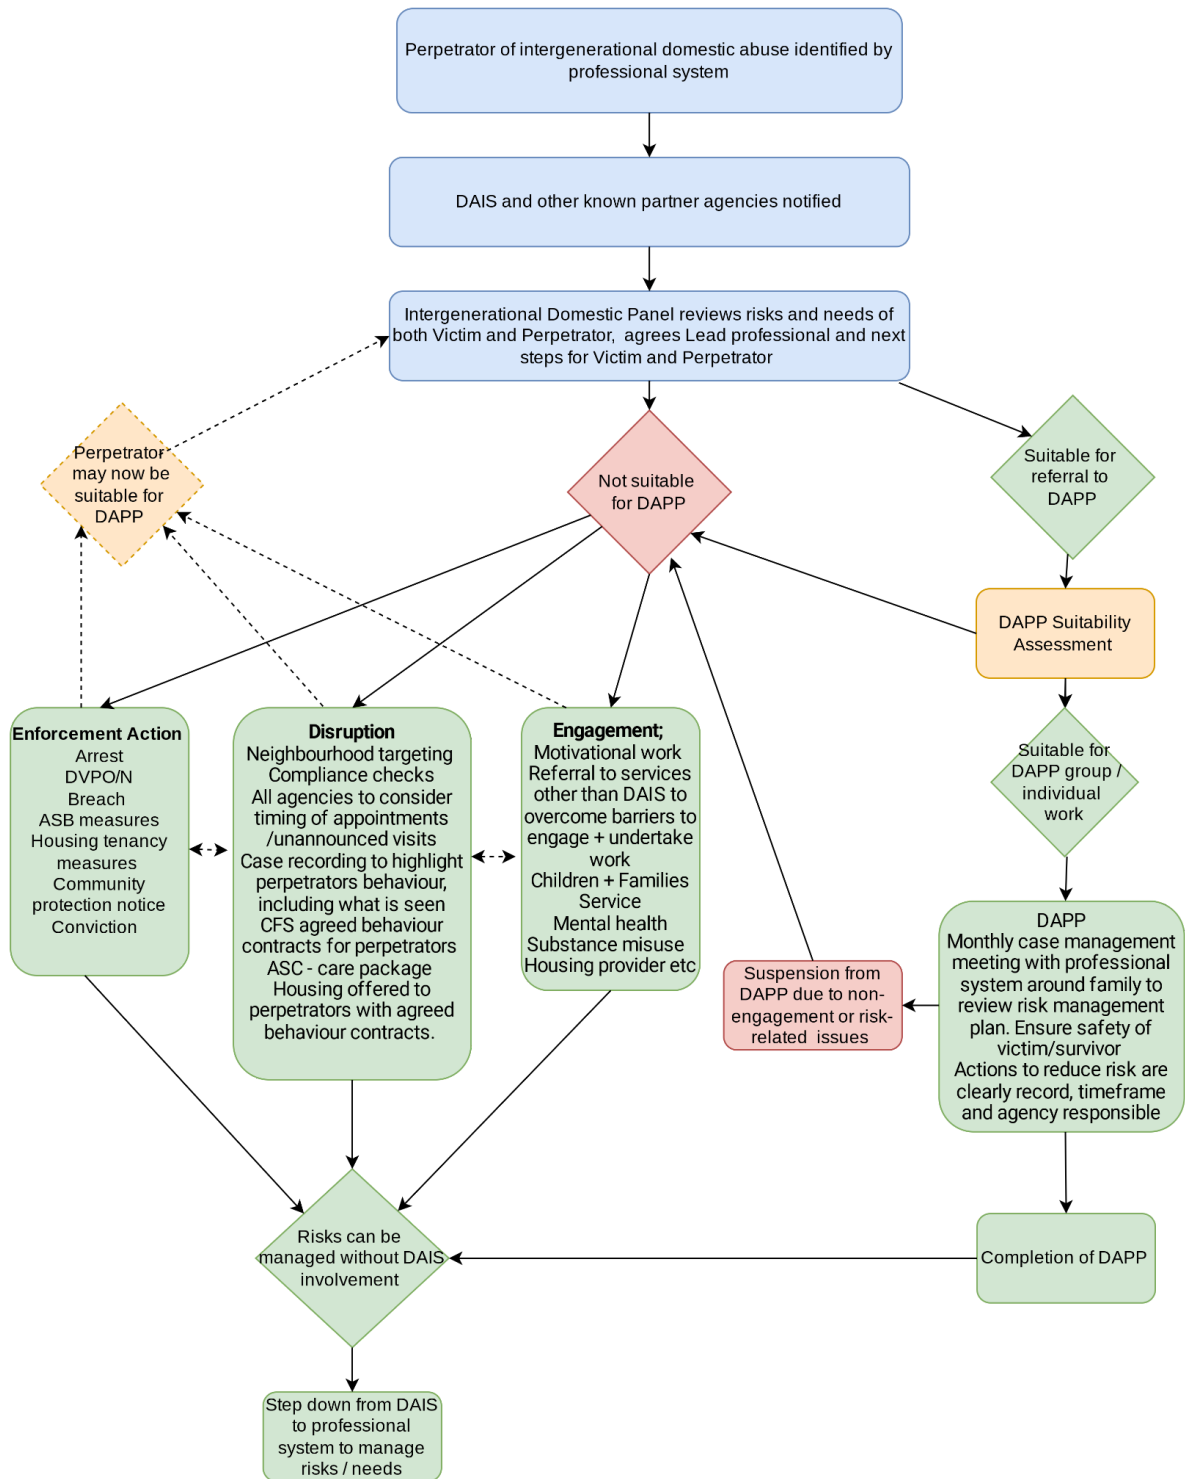 Perpetrator of intergenerational domestic abuse identified by
professional system
DAIS and other known partner agencies notified
Intergenerational Domestic Panel reviews risks and needs of
both Victim and Perpetrator,  agrees Lead professional and next
steps for Victim and Perpetrator
Perpetrator
may now be
suitable for
DAPP
Not suitable
for DAPP
Suitable for
referral to
DAPP
DAPP Suitability
Assessment
Enforcement Action
Arrest
DVPO/N
Breach
ASB measures
Housing tenancy
measures
Community
protection notice
Conviction
Disruption
Neighbourhood targeting
Compliance checks
All agencies to consider
timing of appointments
/unannounced visits
Case recording to highlight
perpetrators behaviour,
including what is seen
CFS agreed behaviour
contracts for perpetrators
ASC - care package
Housing offered to
perpetrators with agreed
behaviour contracts.
Engagement;
Motivational work
Referral to services
other than DAIS to
overcome barriers to
engage + undertake
work
Children + Families
Service
Mental health
Substance misuse
Housing provider etc
Suitable for
DAPP group /
individual
work
DAPP
Monthly case management
meeting with professional
system around family to
review risk management
plan. Ensure safety of
victim/survivor
Actions to reduce risk are
clearly record, timeframe
and agency responsible
Suspension from
DAPP due to non-
engagement or risk-
related  issues
Risks can be
managed without DAIS
involvement
Completion of DAPP
Step down from DAIS
to professional
system to manage
risks / needs